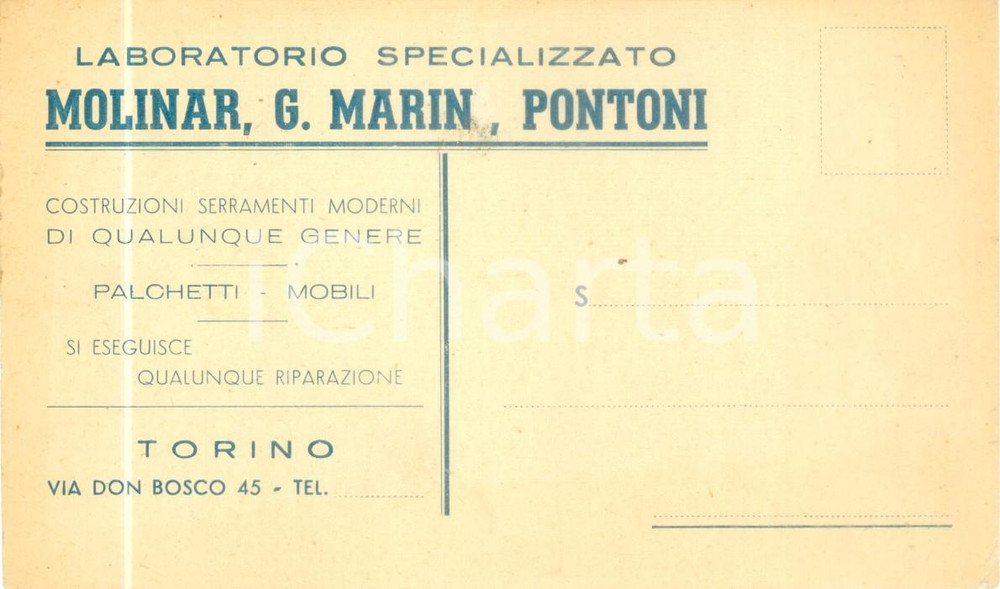 LABORATORIO SPECIALIZZATO
MOLINAR, G. MARIN, PONTONI
COSTRUZIONI SERRAMENTI MODERNI
DI QUALUNQUE GENERE
PALCHETTI - MOBILI
SI ESEGUISCE
QUALUNQUE RIPARAZIONE
TORINO
VIA DON BOSCO 45 - TEL.
S
iCharta